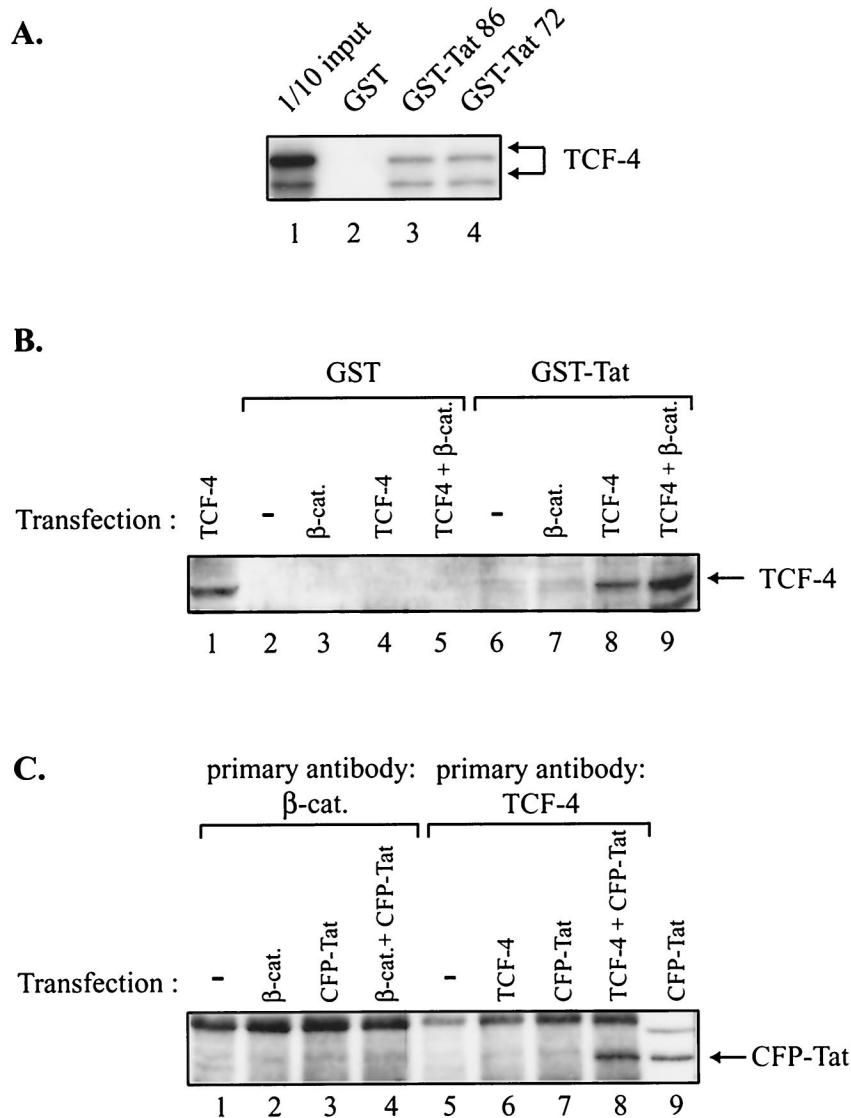 A.
1/10 input
GST
GST-Tat 86
GST-Tat 72
TCF-4
1 2 3 4
B.
GST GST-Tat
Transfection : TCF-4 - β-cat. TCF-4 TCF4 + β-cat. - β-cat. TCF-4 TCF4 + β-cat.
TCF-4
1 2 3 4 5 6 7 8 9
C.
primary antibody: primary antibody:
β-cat. TCF-4
Transfection : - β-cat. CFP-Tat β-cat.+ CFP-Tat - TCF-4 CFP-Tat TCF-4 + CFP-Tat CFP-Tat
CFP-Tat
1 2 3 4 5 6 7 8 9